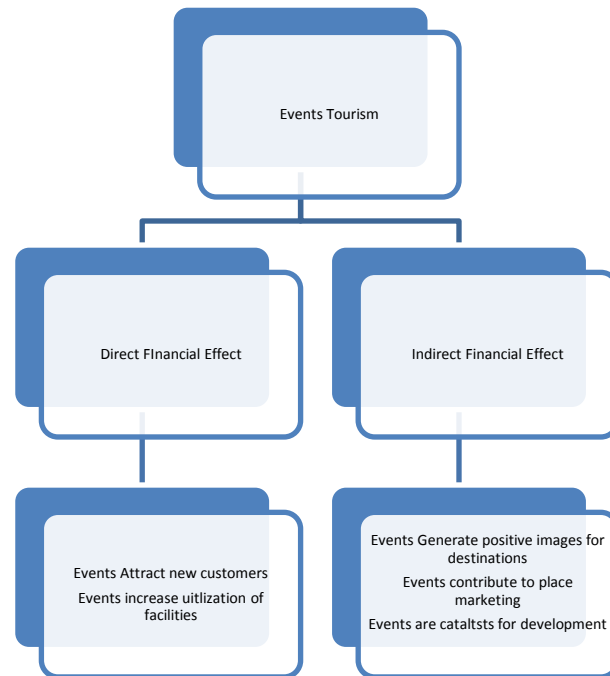 Events Tourism
Direct FInancial Effect
Indirect Financial Effect
Events Attract new customers
Events increase uitlization of
facilities
Events Generate positive images for
destinations
Events contribute to place
marketing
Events are cataltsts for development